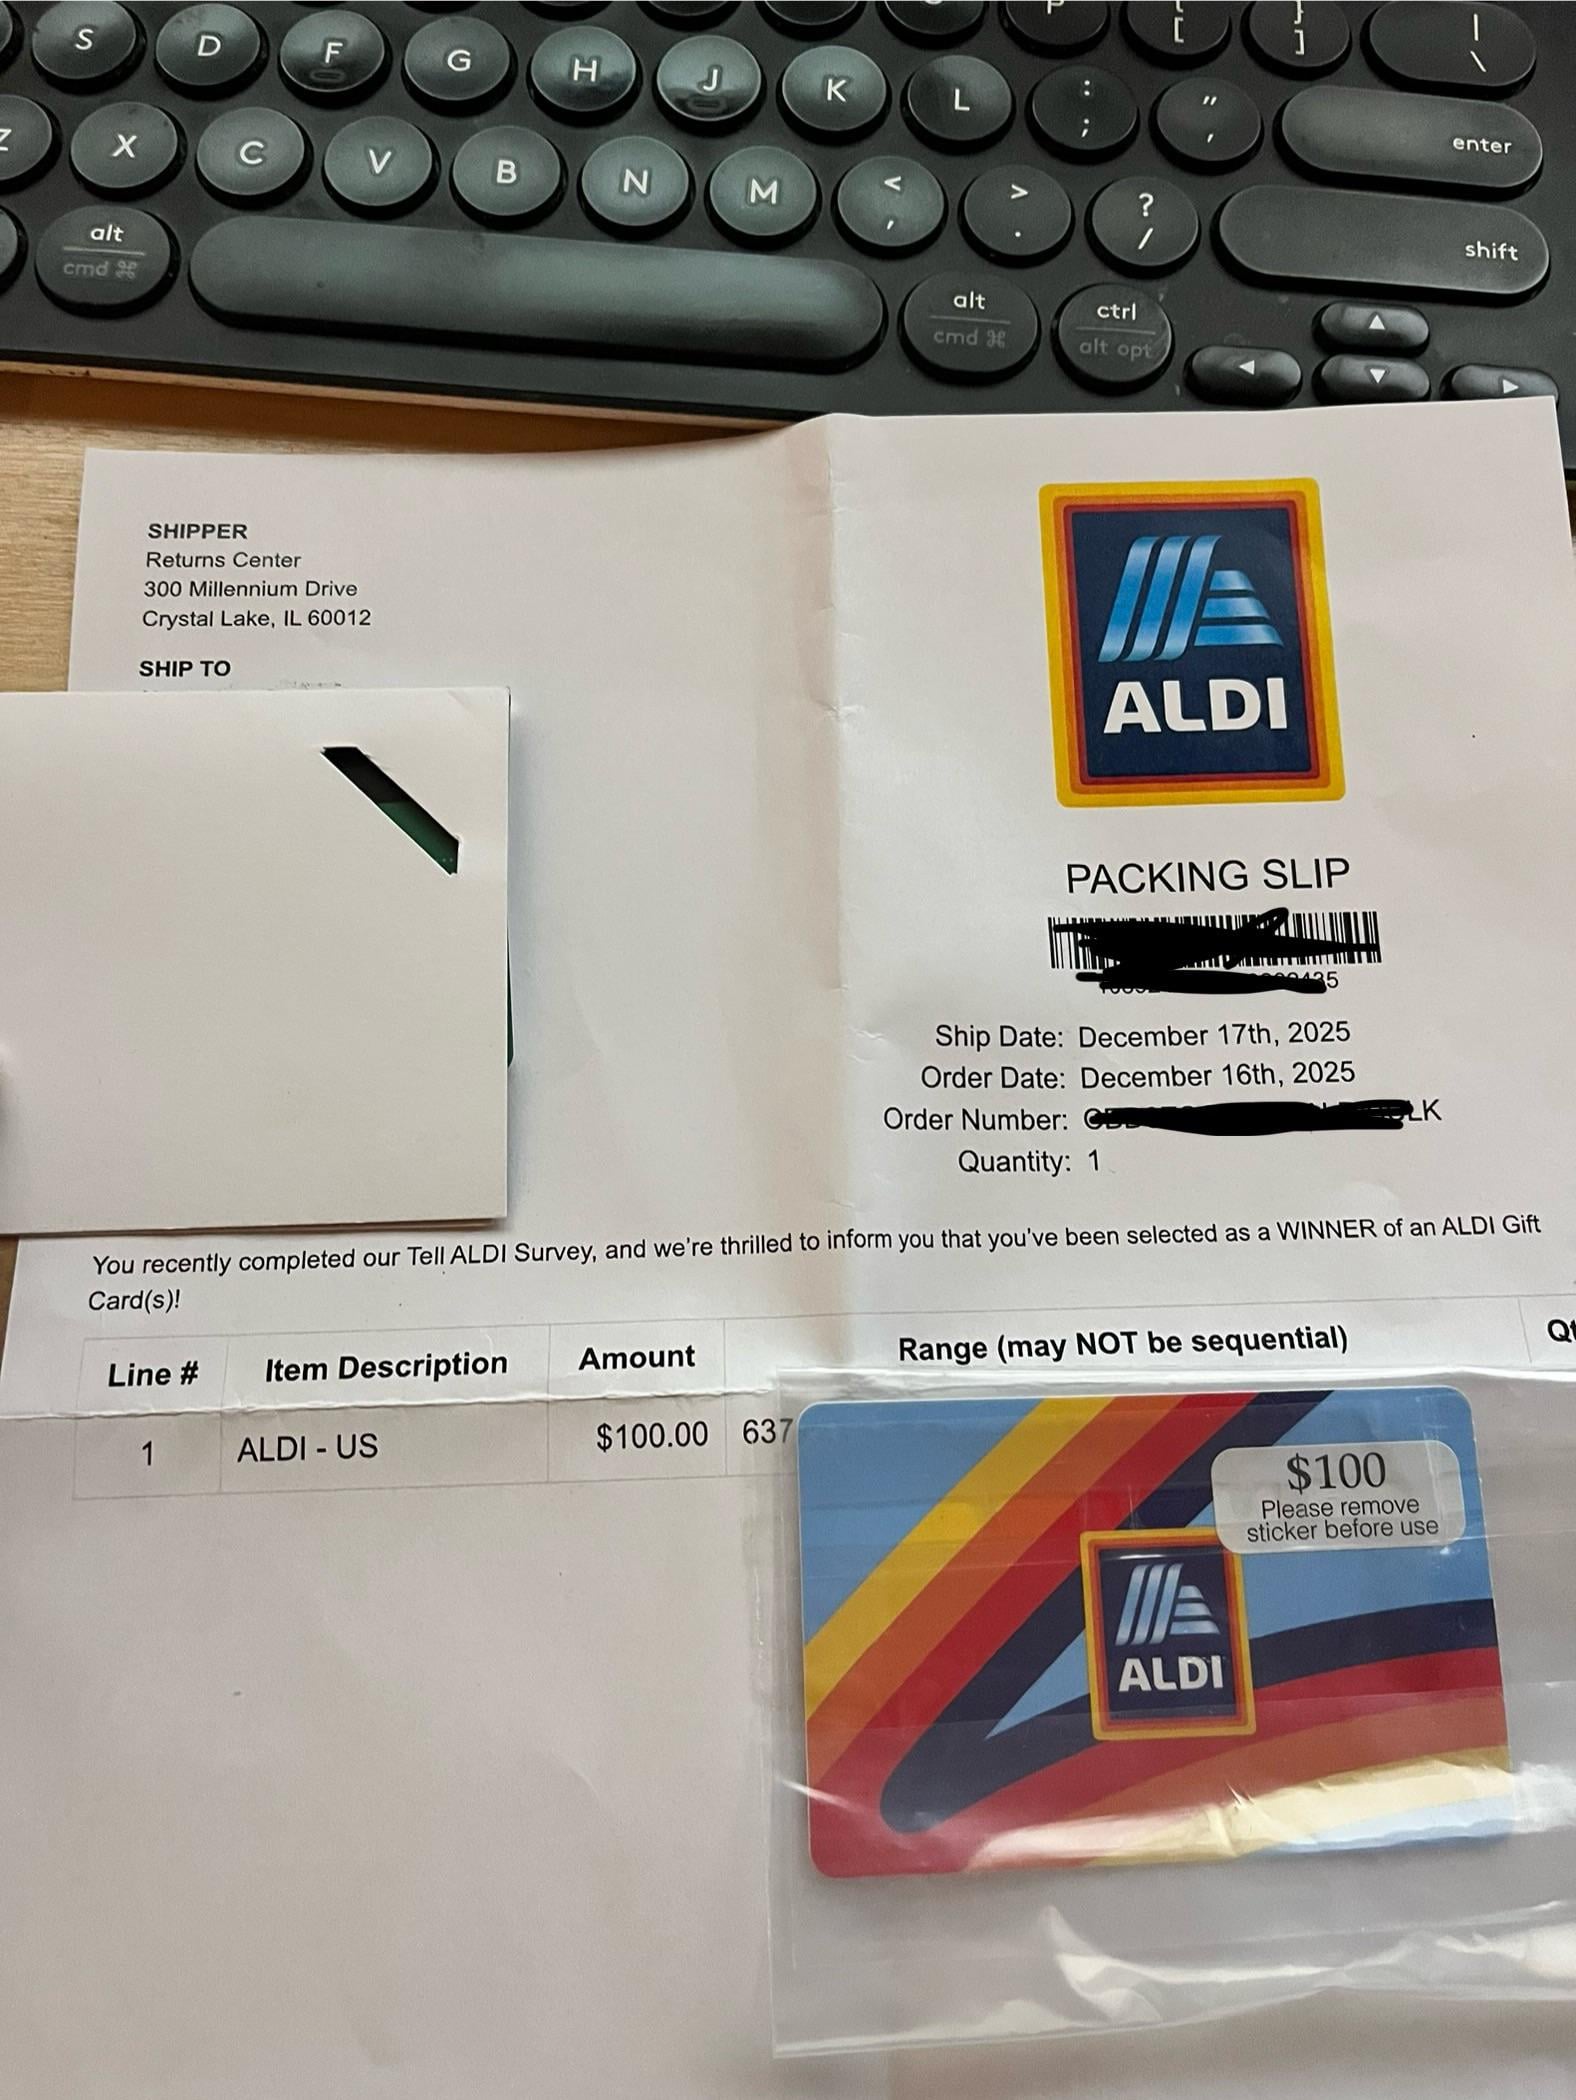 S D F G H J K L : ; " ' enter
[ ] | \
Z X C V B N M < , > . ? / shift
alt cmd ⌘ alt cmd ⌘ ctrl alt opt
SHIPPER
Returns Center
300 Millennium Drive
Crystal Lake, IL 60012
SHIP TO
ALDI
PACKING SLIP
Ship Date: December 17th, 2025
Order Date: December 16th, 2025
Order Number: LK
Quantity: 1
You recently completed our Tell ALDI Survey, and we're thrilled to inform you that you've been selected as a WINNER of an ALDI Gift
Card(s)!
Line # Item Description Amount Range (may NOT be sequential)
1 ALDI - US $100.00 637
$100
Please remove
sticker before use
ALDI